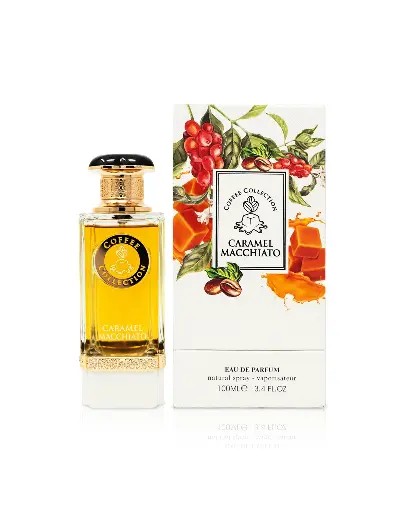 COFFEE
COLLECTION
CARAMEL
MACCHIATO
COFFEE COLLECTION
CARAMEL
MACCHIATO
EAU DE PARFUM
natural spray - vaporisateur
100ML℮ 3.4 FL.OZ